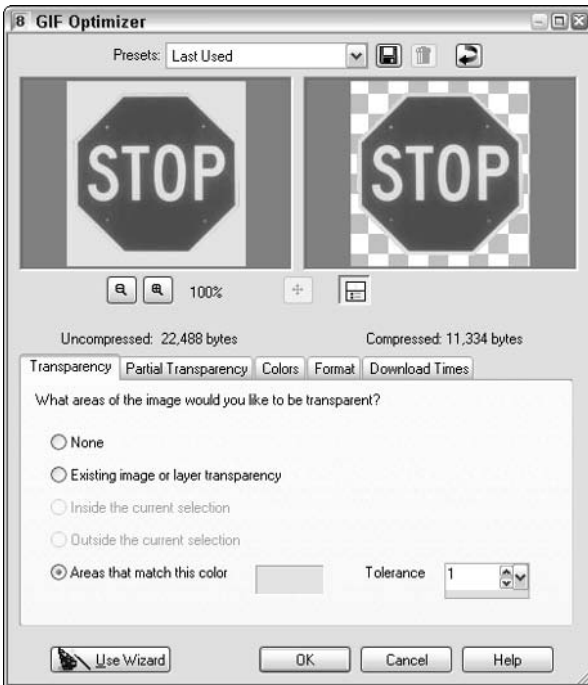 8 GIF Optimizer
Presets: Last Used
STOP
STOP
100%
Uncompressed: 22,488 bytes
Compressed: 11,334 bytes
Transparency
Partial Transparency
Colors
Format
Download Times
What areas of the image would you like to be transparent?
None
Existing image or layer transparency
Inside the current selection
Outside the current selection
Areas that match this color
Tolerance
1
Use Wizard
OK
Cancel
Help